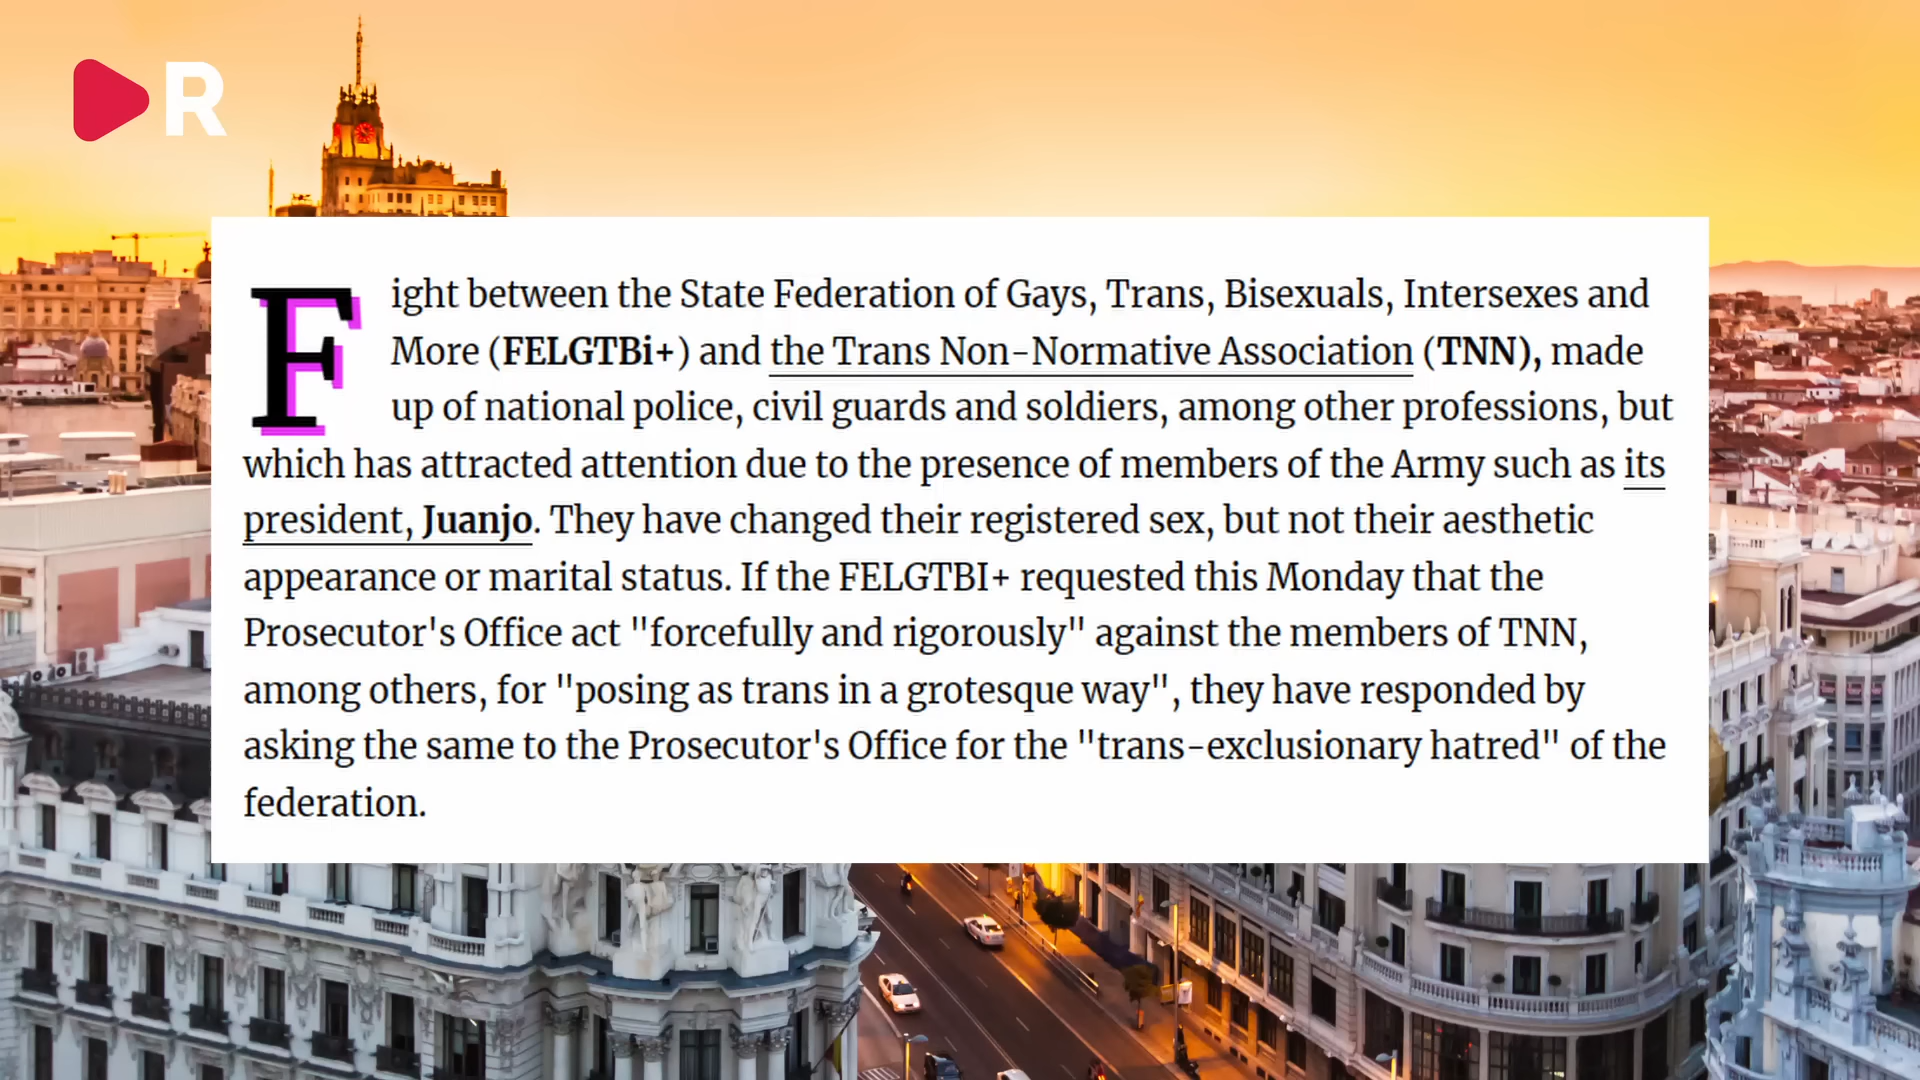 R
Fight between the State Federation of Gays, Trans, Bisexuals, Intersexes and
More (FELGTBi+) and the Trans Non-Normative Association (TNN), made
up of national police, civil guards and soldiers, among other professions, but
which has attracted attention due to the presence of members of the Army such as its
president, Juanjo. They have changed their registered sex, but not their aesthetic
appearance or marital status. If the FELGTBI+ requested this Monday that the
Prosecutor's Office act "forcefully and rigorously" against the members of TNN,
among others, for "posing as trans in a grotesque way", they have responded by
asking the same to the Prosecutor's Office for the "trans-exclusionary hatred" of the
federation.